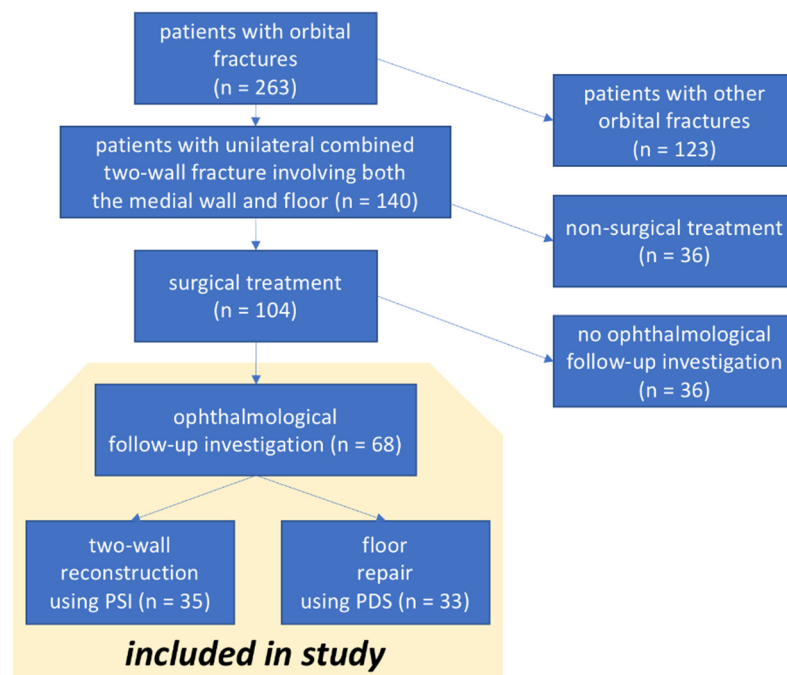 patients with orbital
fractures
(n = 263)
patients with other
orbital fractures
(n = 123)
patients with unilateral combined
two-wall fracture involving both
the medial wall and floor (n = 140)
non-surgical treatment
(n = 36)
surgical treatment
(n = 104)
no ophthalmological
follow-up investigation
(n = 36)
ophthalmological
follow-up investigation (n = 68)
two-wall
reconstruction
using PSI (n = 35)
floor
repair
using PDS (n = 33)
included in study